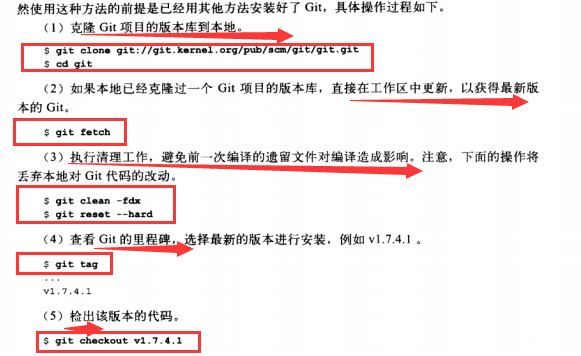 然使用这种方法的前提是已经用其他方法安装好了 Git，具体操作过程如下。
（1）克隆 Git 项目的版本库到本地。
$ git clone git://git.kernel.org/pub/scm/git/git.git
$ cd git
（2）如果本地已经克隆过一个 Git 项目的版本库，直接在工作区中更新，以获得最新版
本的 Git。
$ git fetch
（3）执行清理工作，避免前一次编译的遗留文件对编译造成影响。注意，下面的操作将
丢弃本地对 Git 代码的改动。
$ git clean -fdx
$ git reset --hard
（4）查看 Git 的里程碑，选择最新的版本进行安装，例如 v1.7.4.1 。
$ git tag
...
v1.7.4.1
（5）检出该版本的代码。
$ git checkout v1.7.4.1